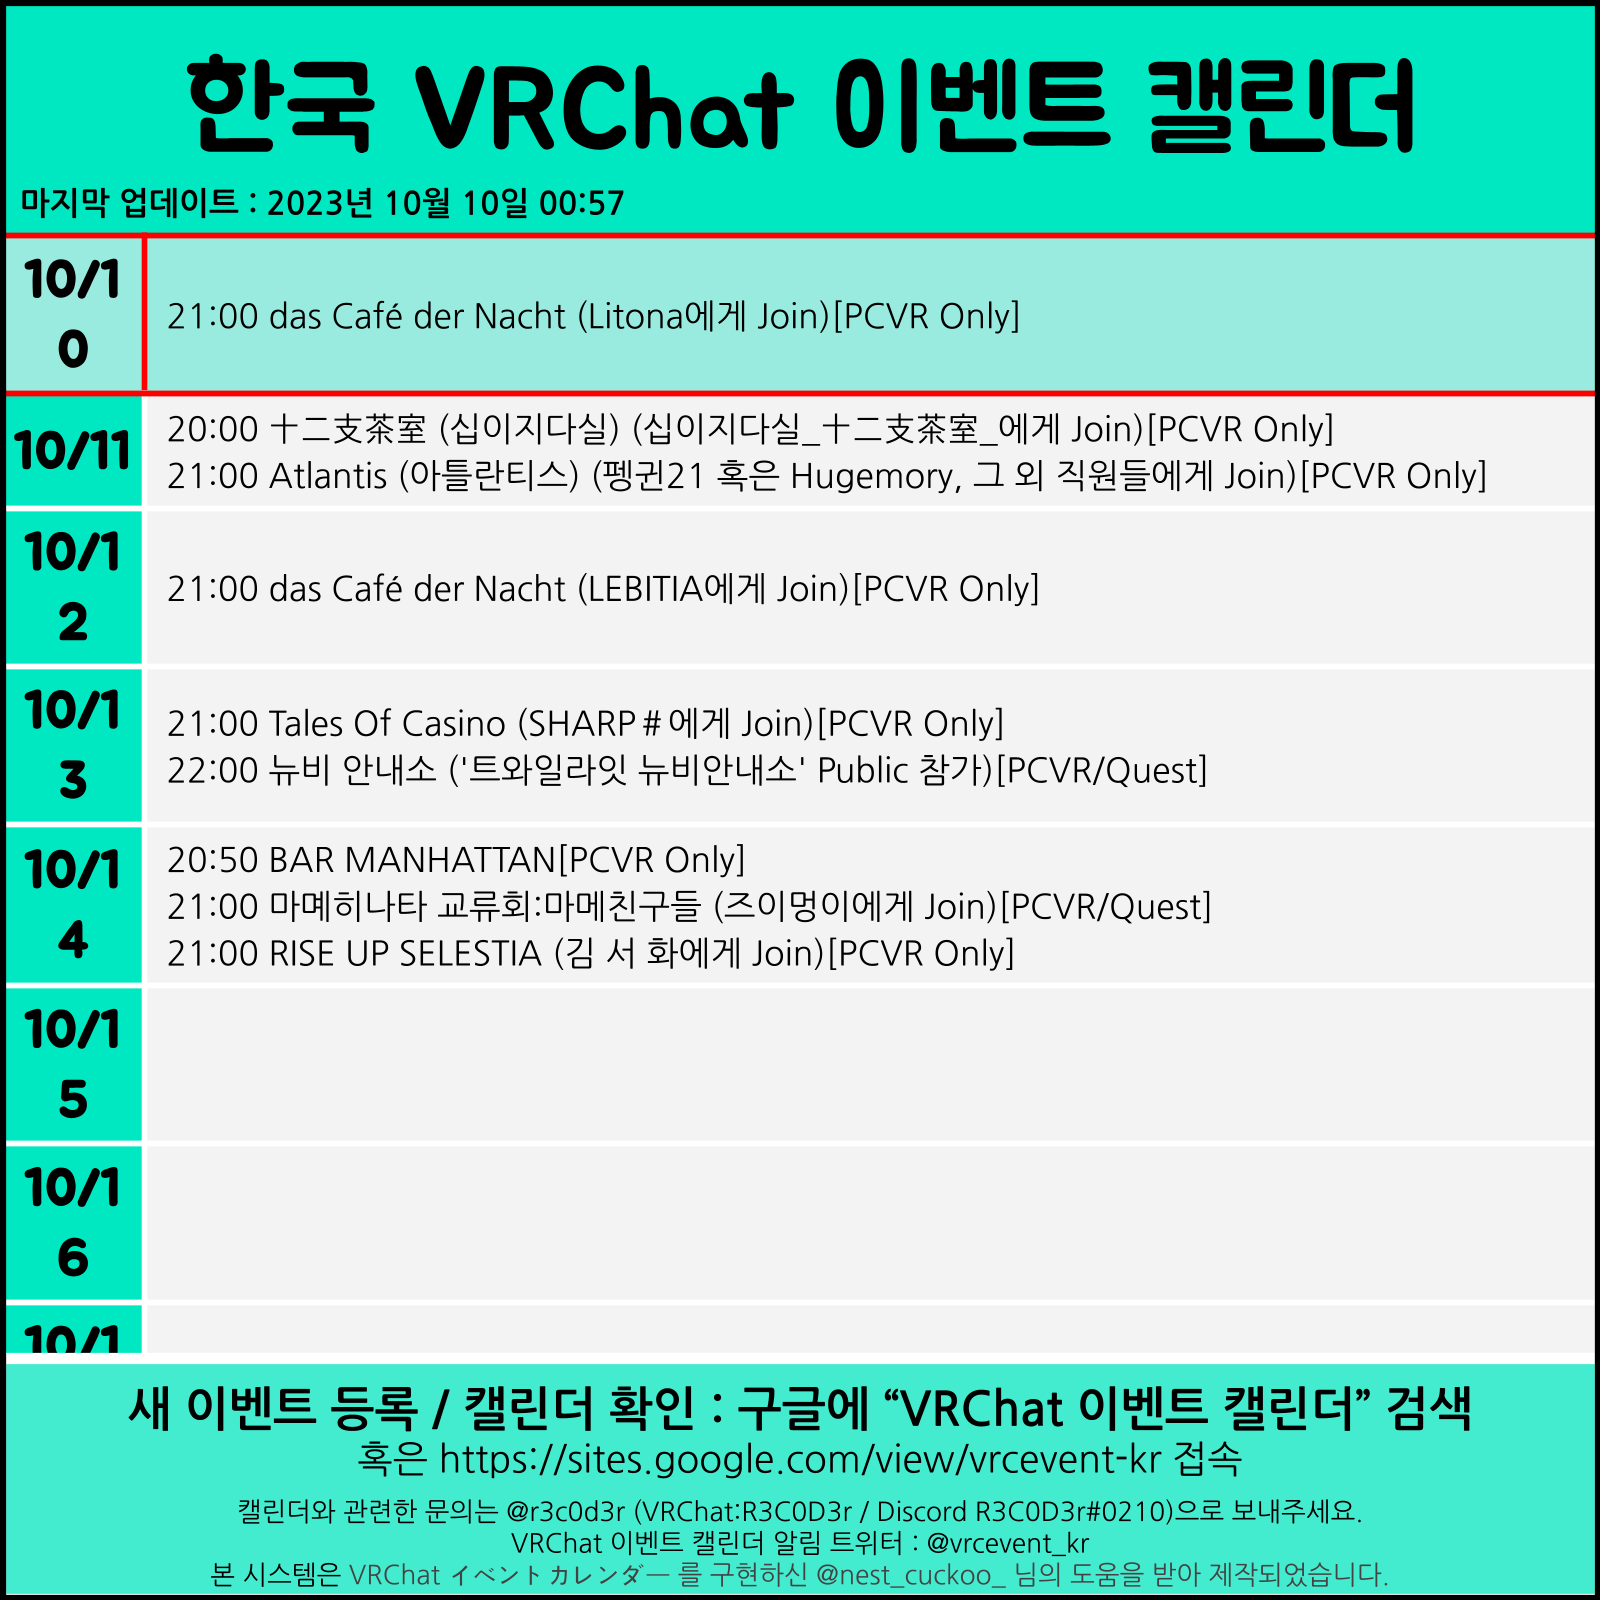 한국 VRChat 이벤트 캘린더
마지막 업데이트 : 2023년 10월 10일 00:57
10/1
0
21:00 das Café der Nacht (Litona에게 Join)[PCVR Only]
10/11
20:00 十二支茶室 (십이지다실) (십이지다실_十二支茶室_에게 Join)[PCVR Only]
21:00 Atlantis (아틀란티스) (펭귄21 혹은 Hugemory, 그 외 직원들에게 Join)[PCVR Only]
10/1
2
21:00 das Café der Nacht (LEBITIA에게 Join)[PCVR Only]
10/1
3
21:00 Tales Of Casino (SHARP＃에게 Join)[PCVR Only]
22:00 뉴비 안내소 ('트와일라잇 뉴비안내소' Public 참가)[PCVR/Quest]
10/1
4
20:50 BAR MANHATTAN[PCVR Only]
21:00 마몌히나타 교류회:마메친구들 (즈이멍이에게 Join)[PCVR/Quest]
21:00 RISE UP SELESTIA (김 서 화에게 Join)[PCVR Only]
10/1
5
10/1
6
10/1
새 이벤트 등록 / 캘린더 확인 : 구글에 “VRChat 이벤트 캘린더” 검색
혹은 https://sites.google.com/view/vrcevent-kr 접속
캘린더와 관련한 문의는 @r3c0d3r (VRChat:R3C0D3r / Discord R3C0D3r#0210)으로 보내주세요.
VRChat 이벤트 캘린더 알림 트위터 : @vrcevent_kr
본 시스템은 VRChat イベントカレンダー 를 구현하신 @nest_cuckoo_ 님의 도움을 받아 제작되었습니다.